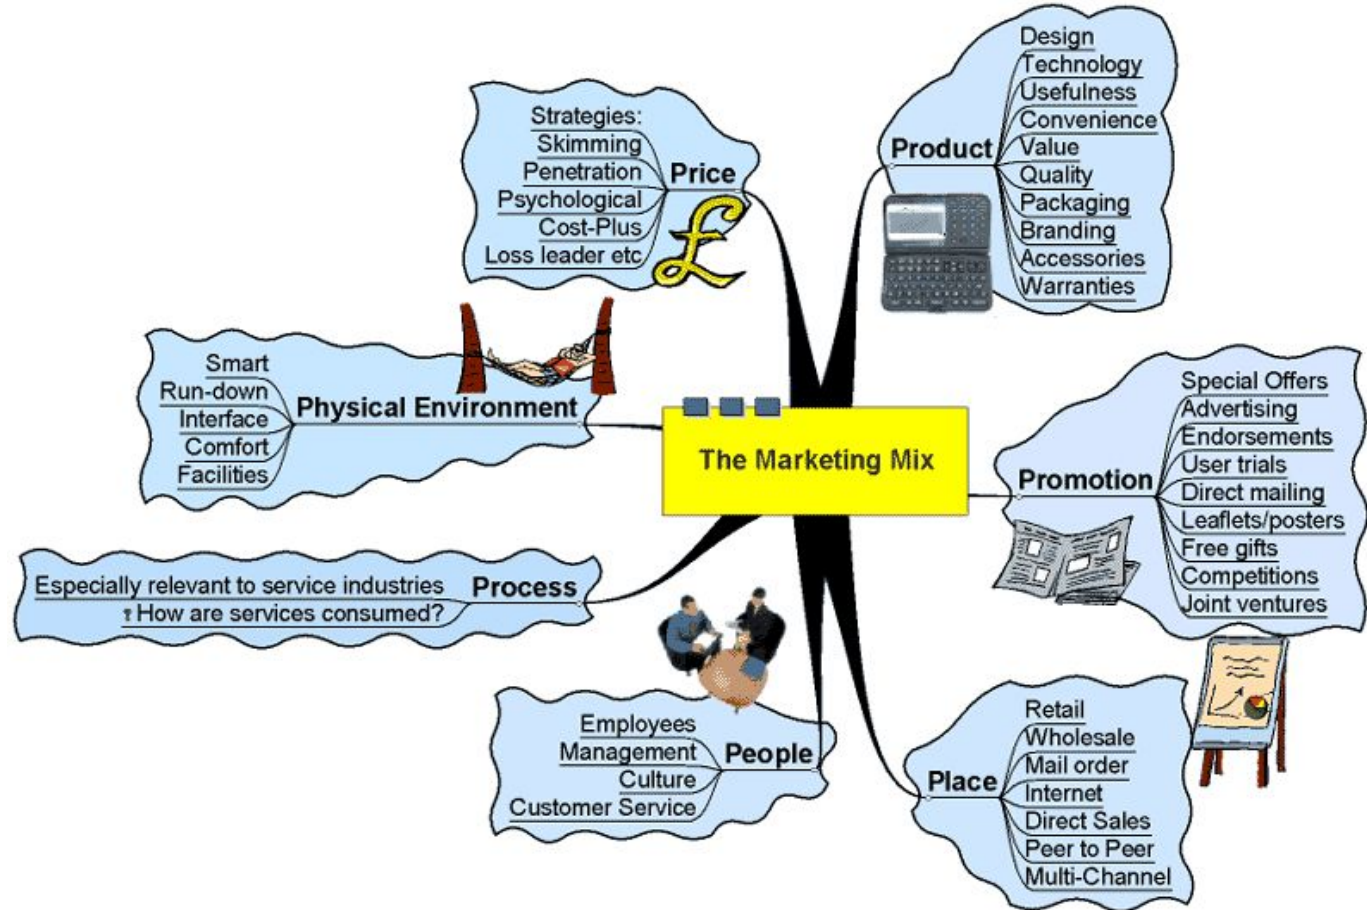 The Marketing Mix
Product
Design
Technology
Usefulness
Convenience
Value
Quality
Packaging
Branding
Accessories
Warranties
Promotion
Special Offers
Advertising
Endorsements
User trials
Direct mailing
Leaflets/posters
Free gifts
Competitions
Joint ventures
Place
Retail
Wholesale
Mail order
Internet
Direct Sales
Peer to Peer
Multi-Channel
People
Employees
Management
Culture
Customer Service
Process
Especially relevant to service industries
? How are services consumed?
Physical Environment
Smart
Run-down
Interface
Comfort
Facilities
Price
Strategies:
Skimming
Penetration
Psychological
Cost-Plus
Loss leader etc
£